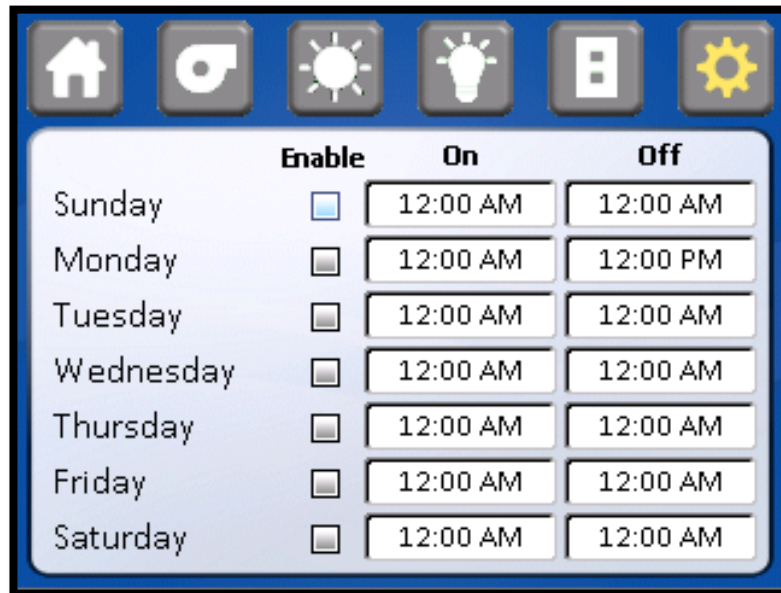 Enable On Off
Sunday 12:00 AM 12:00 AM
Monday 12:00 AM 12:00 PM
Tuesday 12:00 AM 12:00 AM
Wednesday 12:00 AM 12:00 AM
Thursday 12:00 AM 12:00 AM
Friday 12:00 AM 12:00 AM
Saturday 12:00 AM 12:00 AM